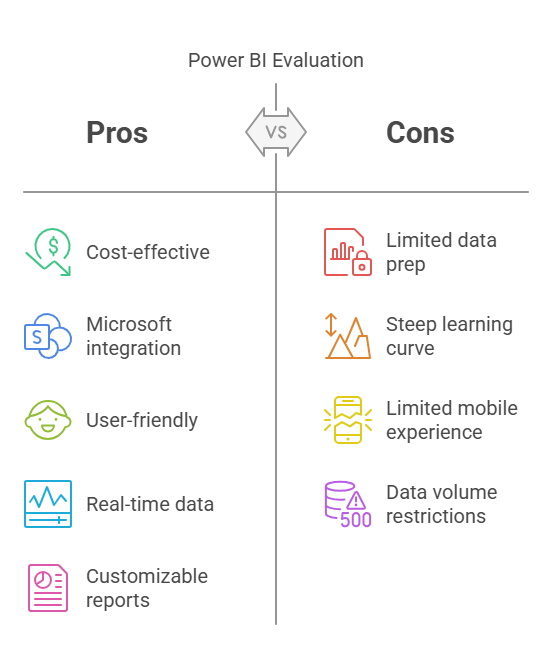 Power BI Evaluation
Pros
VS
Cons
$
Cost-effective
S
Microsoft
integration
User-friendly
Real-time data
Customizable
reports
Limited data
prep
Steep learning
curve
Limited mobile
experience
500
Data volume
restrictions